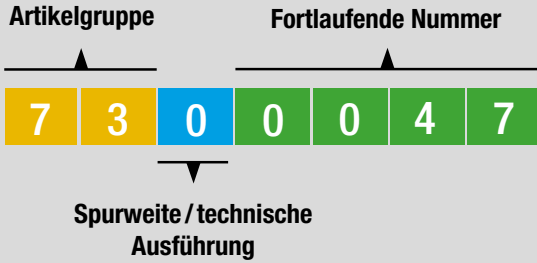 Artikelgruppe
Fortlaufende Nummer
7 3 0 0 0 4 7
Spurweite / technische
Ausführung